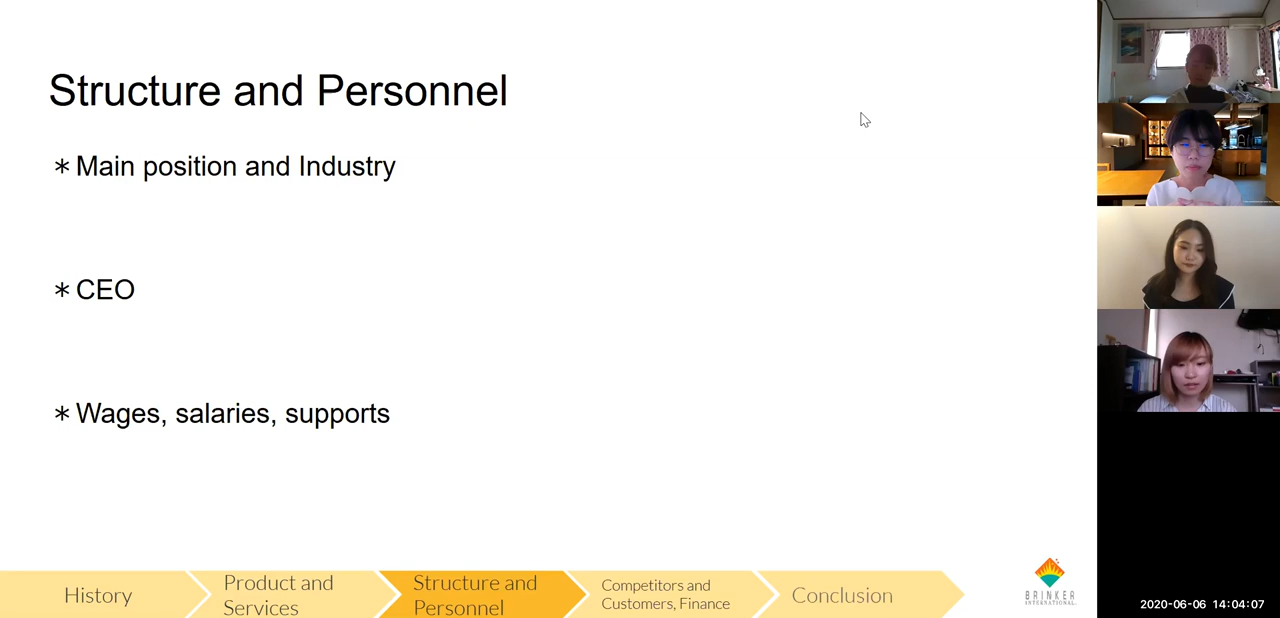 Structure and Personnel
* Main position and Industry
* CEO
* Wages, salaries, supports
History
Product and
Services
Structure and
Personnel
Competitors and
Customers, Finance
Conclusion
BRINKER
INTERNATIONAL.
2020-06-06 14:04:07